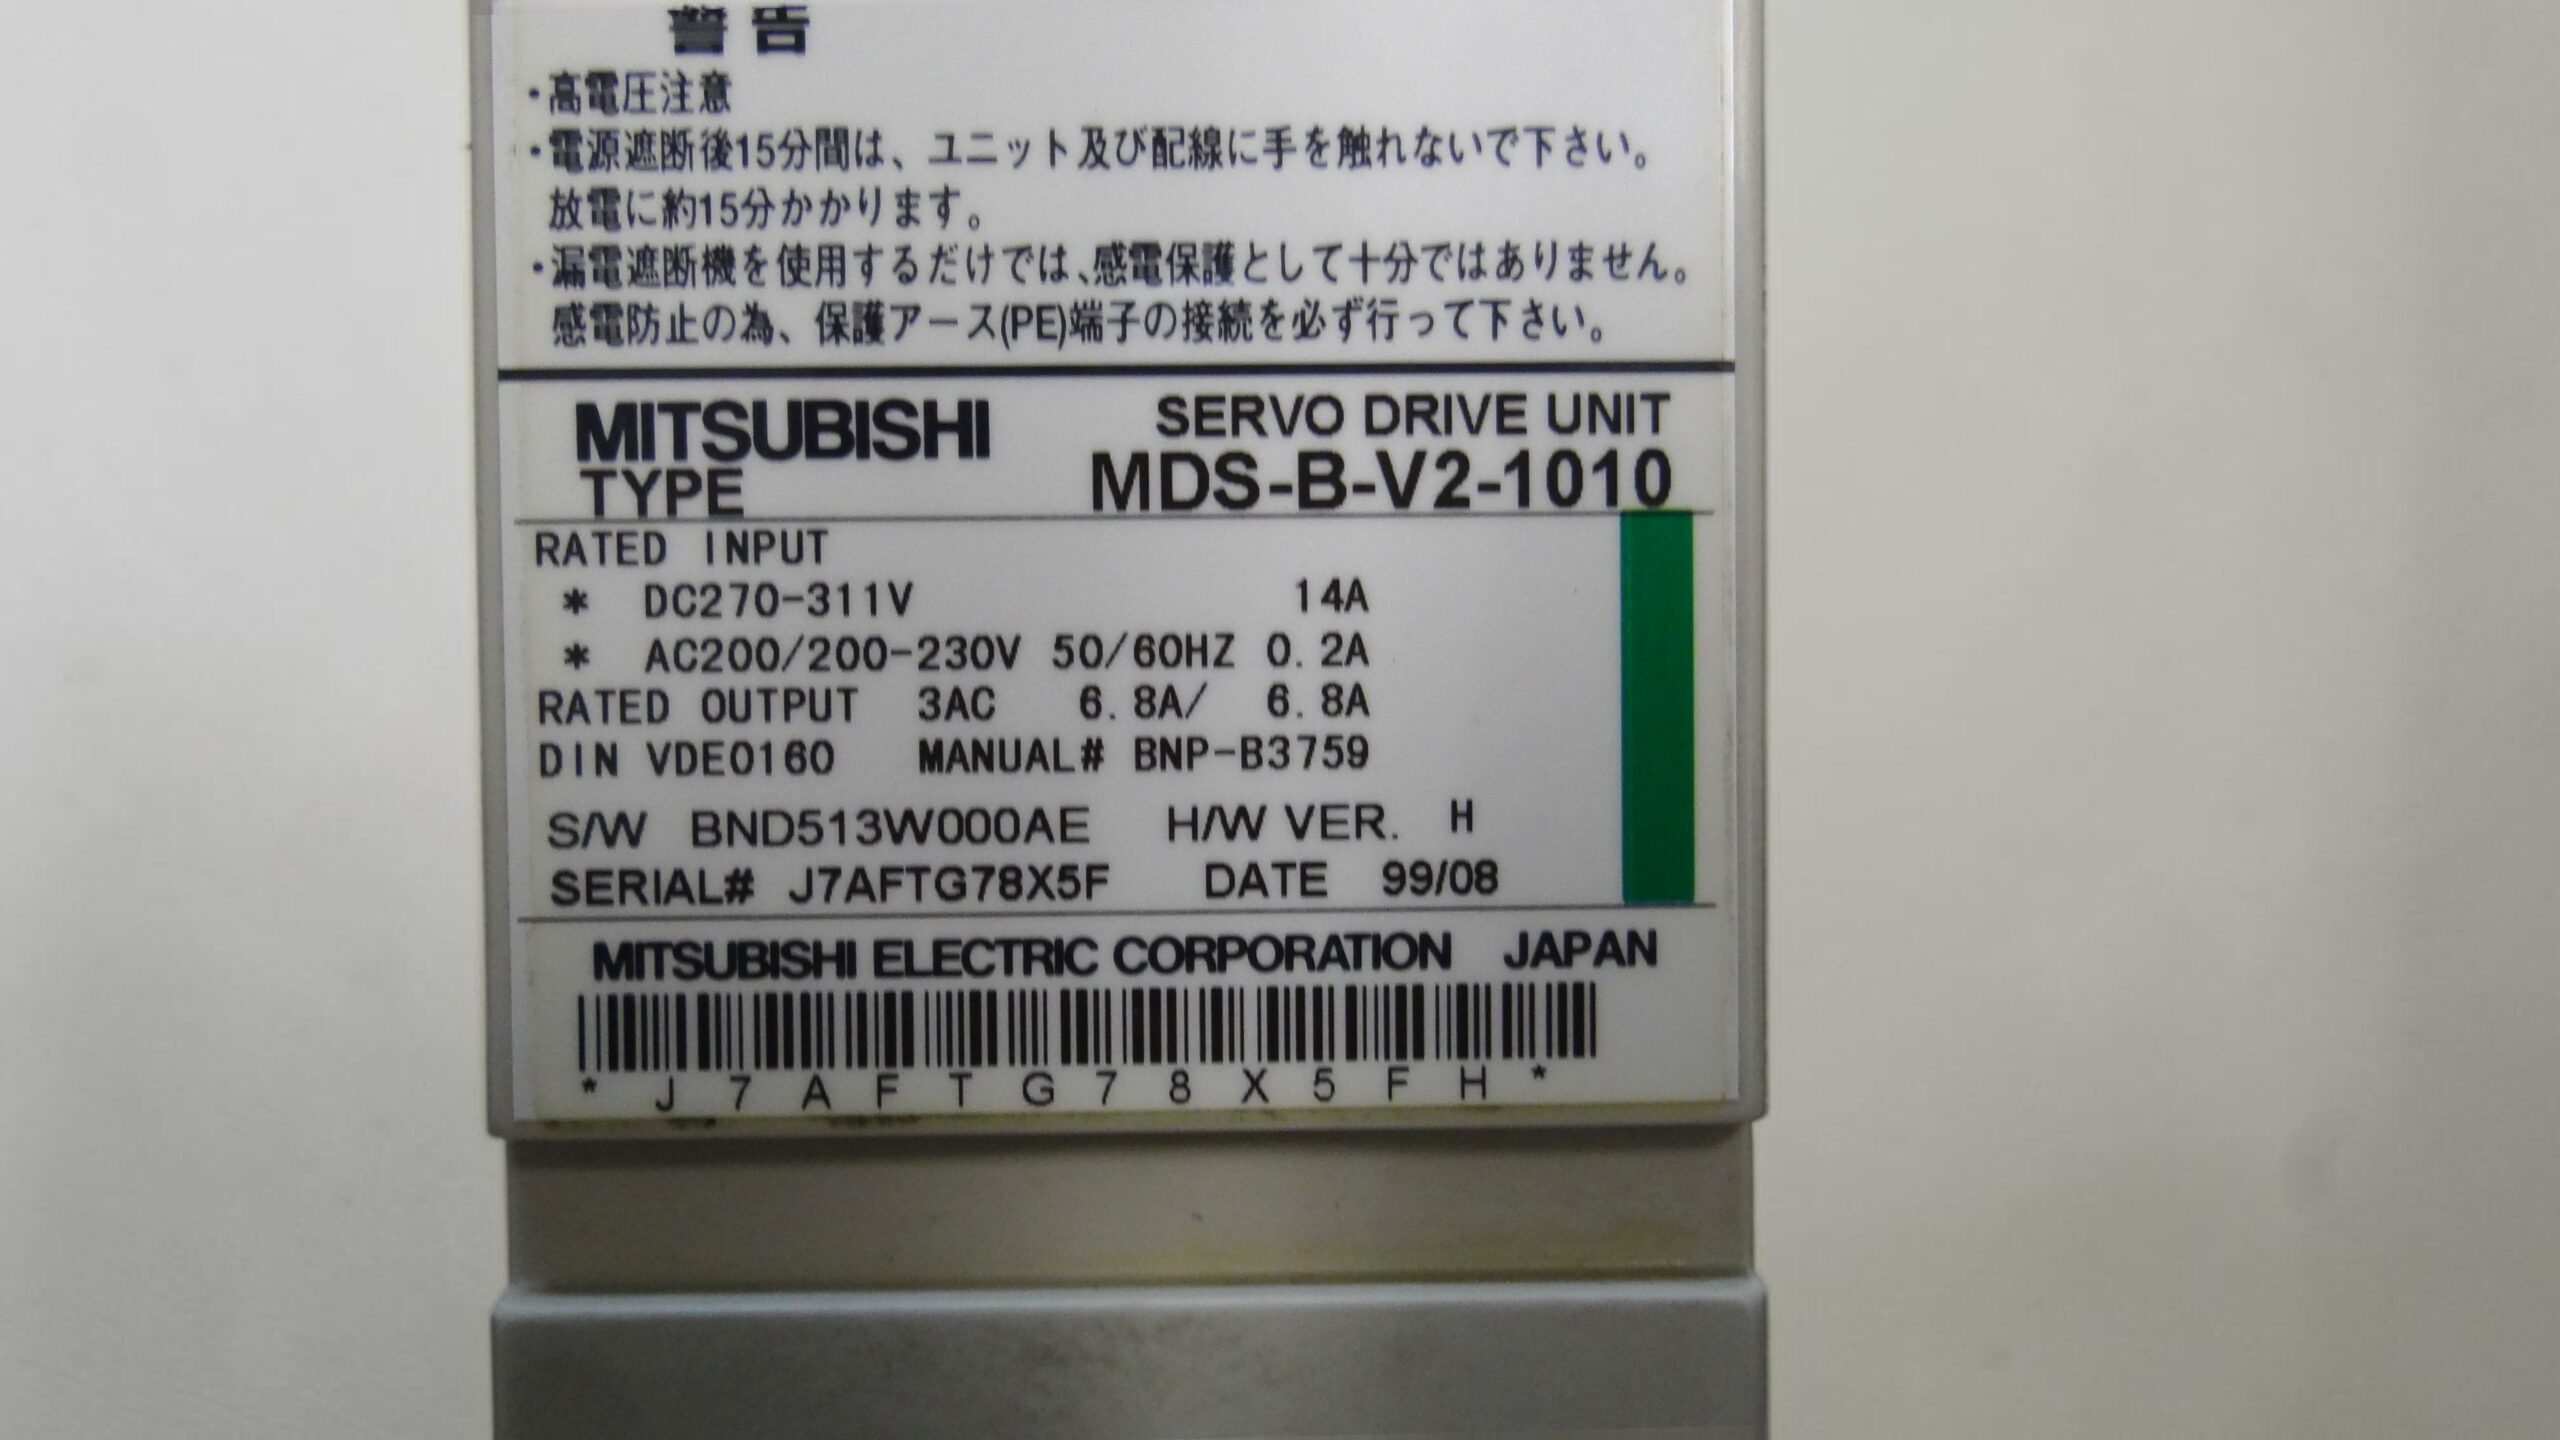 警告
・高電圧注意
・電源遮断後15分間は、ユニット及び配線に手を触れないで下さい。
放電に約15分かかります。
・漏電遮断機を使用するだけでは、感電保護として十分ではありません。
感電防止の為、保護アース(PE)端子の接続を必ず行って下さい。
MITSUBISHI SERVO DRIVE UNIT
TYPE MDS-B-V2-1010
RATED INPUT
* DC270-311V 14A
* AC200/200-230V 50/60HZ 0.2A
RATED OUTPUT 3AC 6.8A/ 6.8A
DIN VDE0160 MANUAL# BNP-B3759
S/W BND513W000AE H/W VER. H
SERIAL# J7AFTG78X5F DATE 99/08
MITSUBISHI ELECTRIC CORPORATION JAPAN
* J 7 A F T G 7 8 X 5 F H *